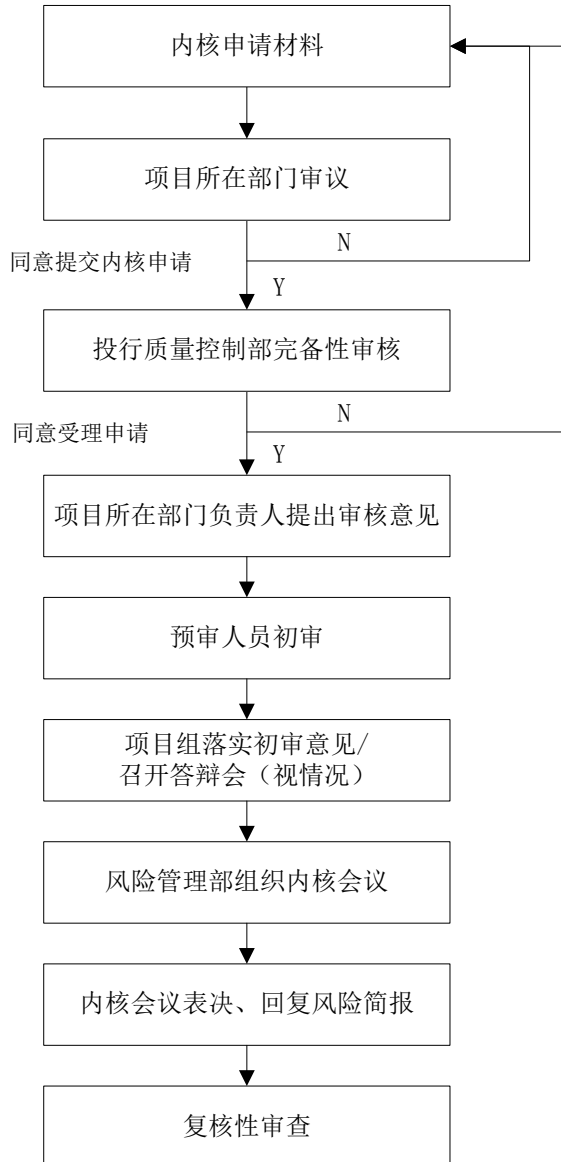 内核申请材料
项目所在部门审议
N
同意提交内核申请
Y
投行质量控制部完备性审核
N
同意受理申请
Y
项目所在部门负责人提出审核意见
预审人员初审
项目组落实初审意见/
召开答辩会（视情况）
风险管理部组织内核会议
内核会议表决、回复风险简报
复核性审查